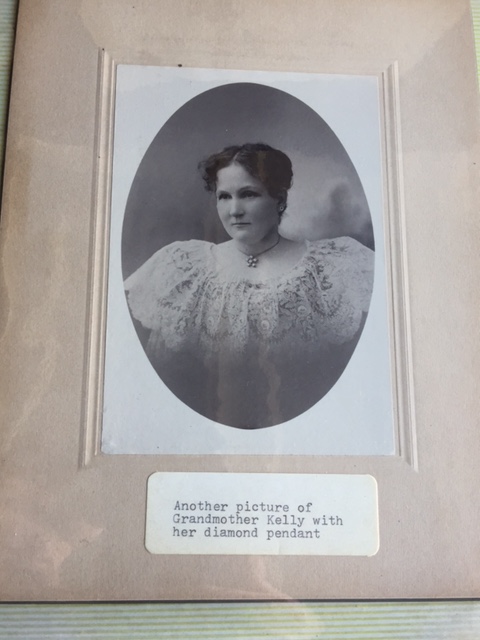 Another picture of
Grandmother Kelly with
her diamond pendant